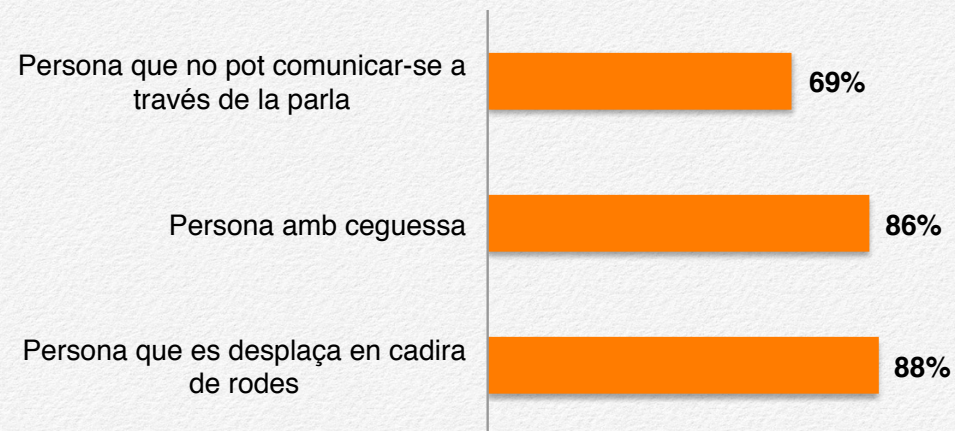 Persona que no pot comunicar-se a
través de la parla
69%
Persona amb ceguessa
86%
Persona que es desplaça en cadira
de rodes
88%